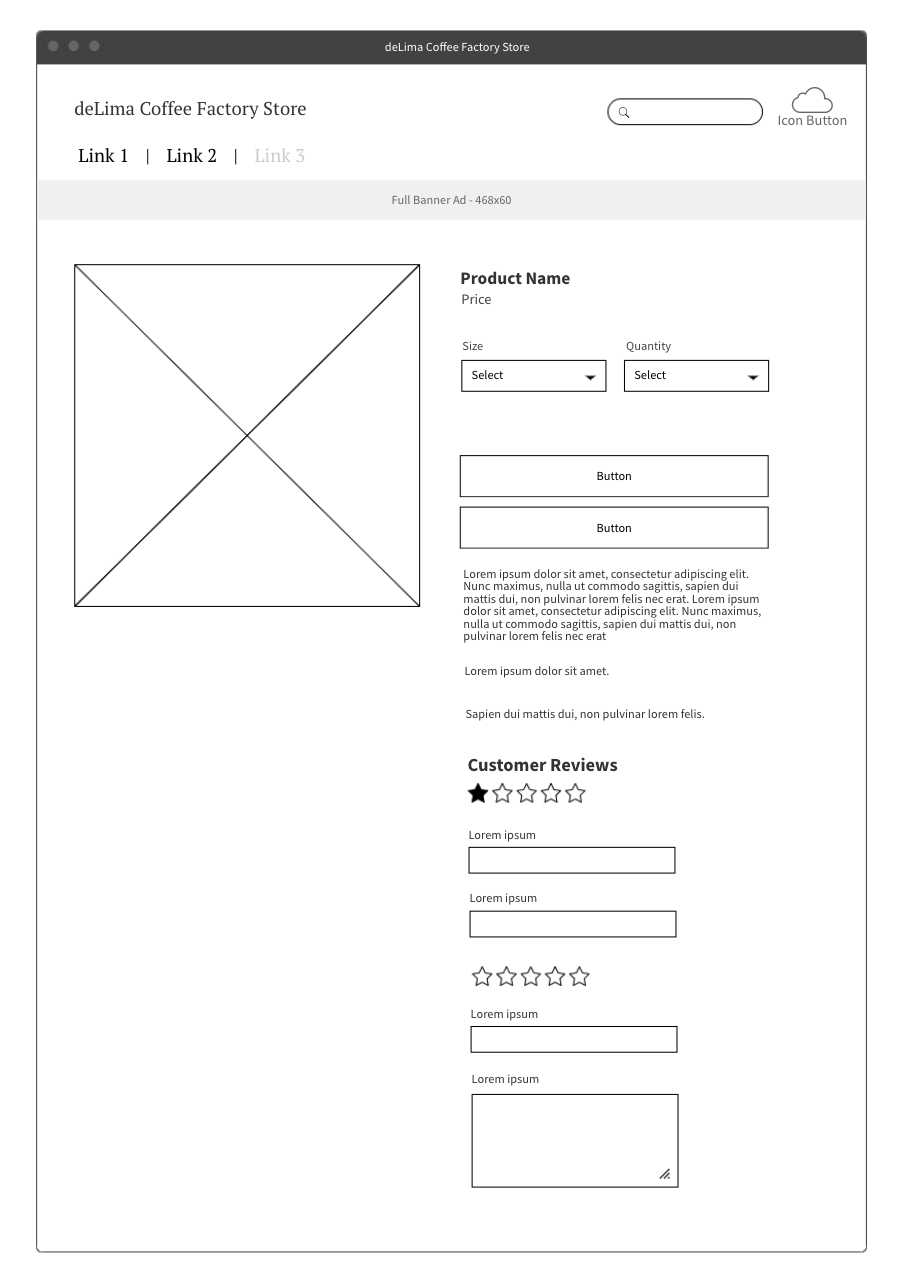 deLima Coffee Factory Store
deLima Coffee Factory Store
Icon Button
Link 1 | Link 2 | Link 3
Full Banner Ad - 468x60
Product Name
Price
Size Quantity
Select Select
Button
Button
Lorem ipsum dolor sit amet, consectetur adipiscing elit.
Nunc maximus, nulla ut commodo sagittis, sapien dui
mattis dui, non pulvinar lorem felis nec erat. Lorem ipsum
dolor sit amet, consectetur adipiscing elit. Nunc maximus,
nulla ut commodo sagittis, sapien dui mattis dui, non
pulvinar lorem felis nec erat
Lorem ipsum dolor sit amet.
Sapien dui mattis dui, non pulvinar lorem felis.
Customer Reviews
Lorem ipsum
Lorem ipsum
Lorem ipsum
Lorem ipsum